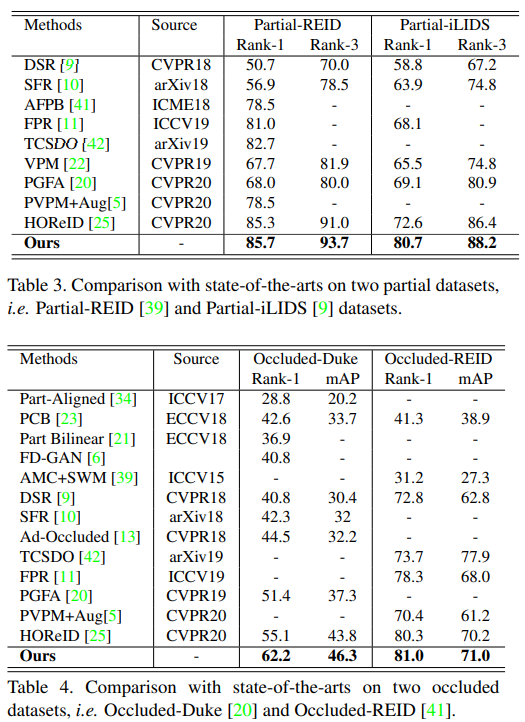 Methods Source Partial-REID Partial-iLIDS
Rank-1 Rank-3 Rank-1 Rank-3
DSR [9] CVPR18 50.7 70.0 58.8 67.2
SFR [10] arXiv18 56.9 78.5 63.9 74.8
AFPB [41] ICME18 78.5 - - -
FPR [11] ICCV19 81.0 - 68.1 -
TCSDO [42] arXiv19 82.7 - - -
VPM [22] CVPR19 67.7 81.9 65.5 74.8
PGFA [20] CVPR20 68.0 80.0 69.1 80.9
PVPM+Aug[5] CVPR20 78.5 - - -
HOReID [25] CVPR20 85.3 91.0 72.6 86.4
Ours - 85.7 93.7 80.7 88.2
Table 3. Comparison with state-of-the-arts on two partial datasets,
i.e. Partial-REID [39] and Partial-iLIDS [9] datasets.
Methods Source Occluded-Duke Occluded-REID
Rank-1 mAP Rank-1 mAP
Part-Aligned [34] ICCV17 28.8 20.2 - -
PCB [23] ECCV18 42.6 33.7 41.3 38.9
Part Bilinear [21] ECCV18 36.9 - - -
FD-GAN [6] 40.8 - - -
AMC+SWM [39] ICCV15 - - 31.2 27.3
DSR [9] CVPR18 40.8 30.4 72.8 62.8
SFR [10] arXiv18 42.3 32 - -
Ad-Occluded [13] CVPR18 44.5 32.2 - -
TCSDO [42] arXiv19 - - 73.7 77.9
FPR [11] ICCV19 - - 78.3 68.0
PGFA [20] CVPR19 51.4 37.3 - -
PVPM+Aug[5] CVPR20 - - 70.4 61.2
HOReID [25] CVPR20 55.1 43.8 80.3 70.2
Ours - 62.2 46.3 81.0 71.0
Table 4. Comparison with state-of-the-arts on two occluded
datasets, i.e. Occluded-Duke [20] and Occluded-REID [41].